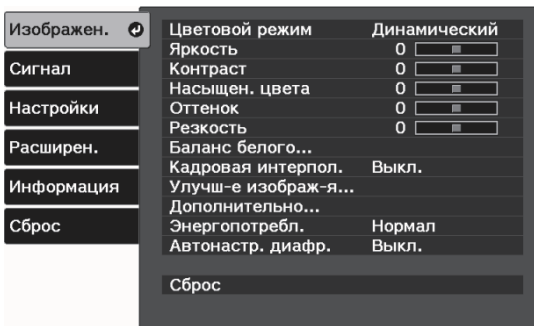 Изображен.
Сигнал
Настройки
Расширен.
Информация
Сброс
Цветовой режим Динамический
Яркость 0
Контраст 0
Насыщен. цвета 0
Оттенок 0
Резкость 0
Баланс белого...
Кадровая интерпол. Выкл.
Улучш-е изображ-я...
Дополнительно...
Энергопотребл. Нормал
Автонастр. диафр. Выкл.
Сброс